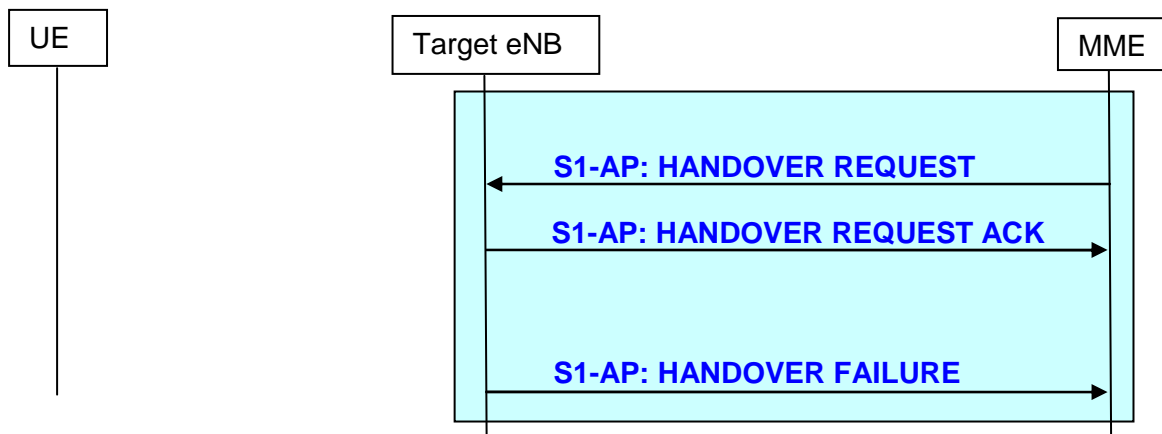 UE
Target eNB
MME
S1-AP: HANDOVER REQUEST
S1-AP: HANDOVER REQUEST ACK
S1-AP: HANDOVER FAILURE